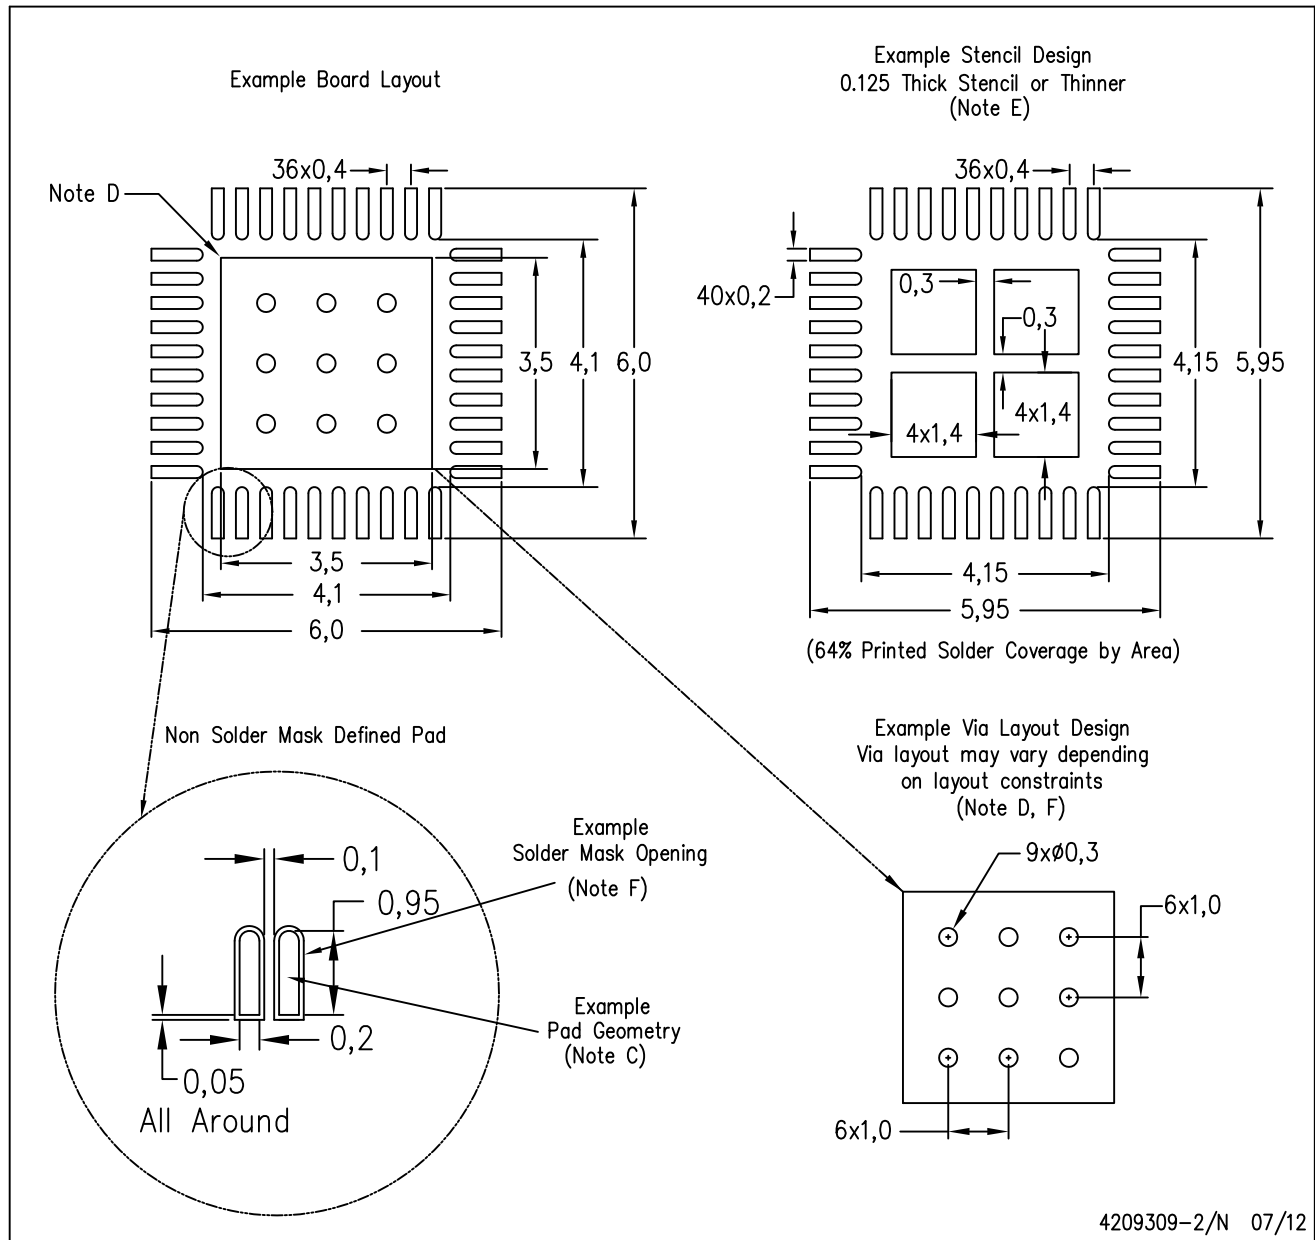 Example Board Layout
36x0,4
Note D
3,5
4,1
6,0
3,5
4,1
6,0
Example Stencil Design
0.125 Thick Stencil or Thinner
(Note E)
36x0,4
40x0,2
0,3
0,3
4x1,4
4x1,4
4,15
5,95
4,15
5,95
(64% Printed Solder Coverage by Area)
Non Solder Mask Defined Pad
0,1
0,95
0,2
0,05
All Around
Example
Solder Mask Opening
(Note F)
Example
Pad Geometry
(Note C)
Example Via Layout Design
Via layout may vary depending
on layout constraints
(Note D, F)
9xø0,3
6x1,0
6x1,0
4209309-2/N 07/12